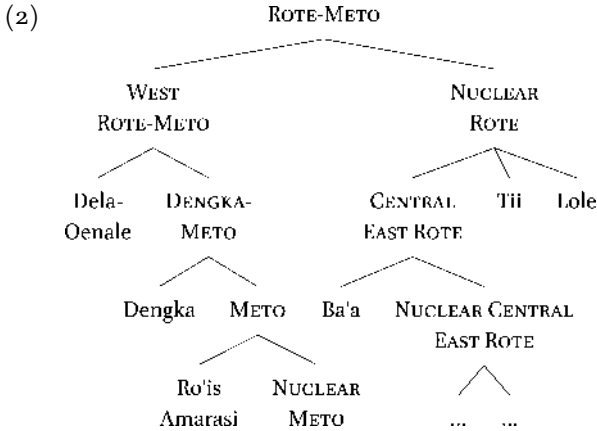 (2) ROTE-METO
WEST NUCLEAR
ROTE-METO ROTE
Dela- DENGKA- CENTRAL Tii Lole
Oenale METO EAST ROTE
Dengka METO Ba'a NUCLEAR CENTRAL
EAST ROTE
Ro'is NUCLEAR
Amarasi METO